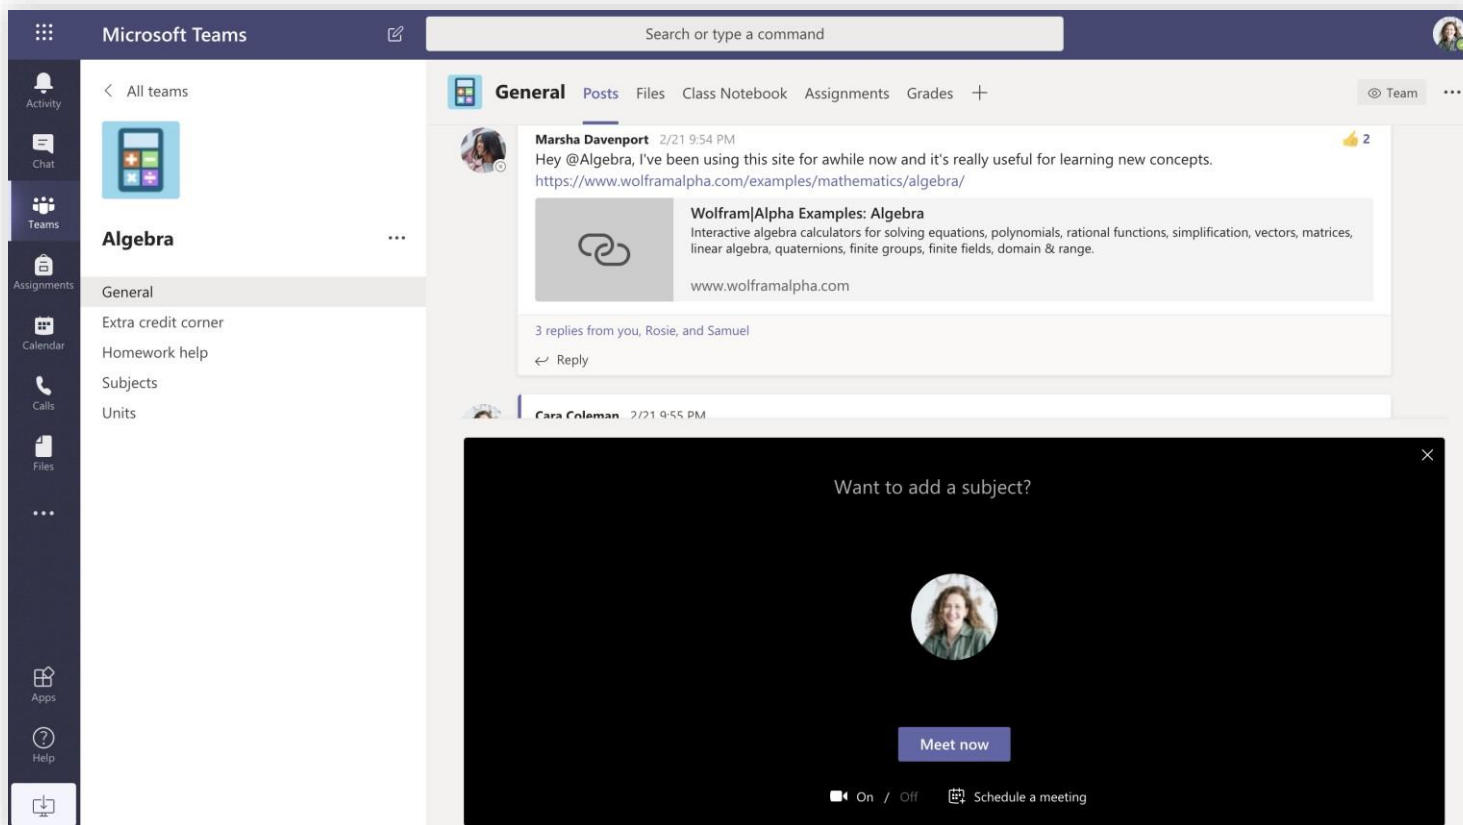 Microsoft Teams
Search or type a command
Activity
Chat
Teams
Assignments
Calendar
Calls
Files
Apps
Help
All teams
Algebra
General
Extra credit corner
Homework help
Subjects
Units
General Posts Files Class Notebook Assignments Grades
Team
Marsha Davenport 2/21 9:54 PM
2
Hey @Algebra, I've been using this site for awhile now and it's really useful for learning new concepts.
https://www.wolframalpha.com/examples/mathematics/algebra/
Wolfram|Alpha Examples: Algebra
Interactive algebra calculators for solving equations, polynomials, rational functions, simplification, vectors, matrices,
linear algebra, quaternions, finite groups, finite fields, domain & range.
www.wolframalpha.com
3 replies from you, Rosie, and Samuel
Reply
Cara Coleman 2/21 9:55 PM
Want to add a subject?
Meet now
On / Off Schedule a meeting